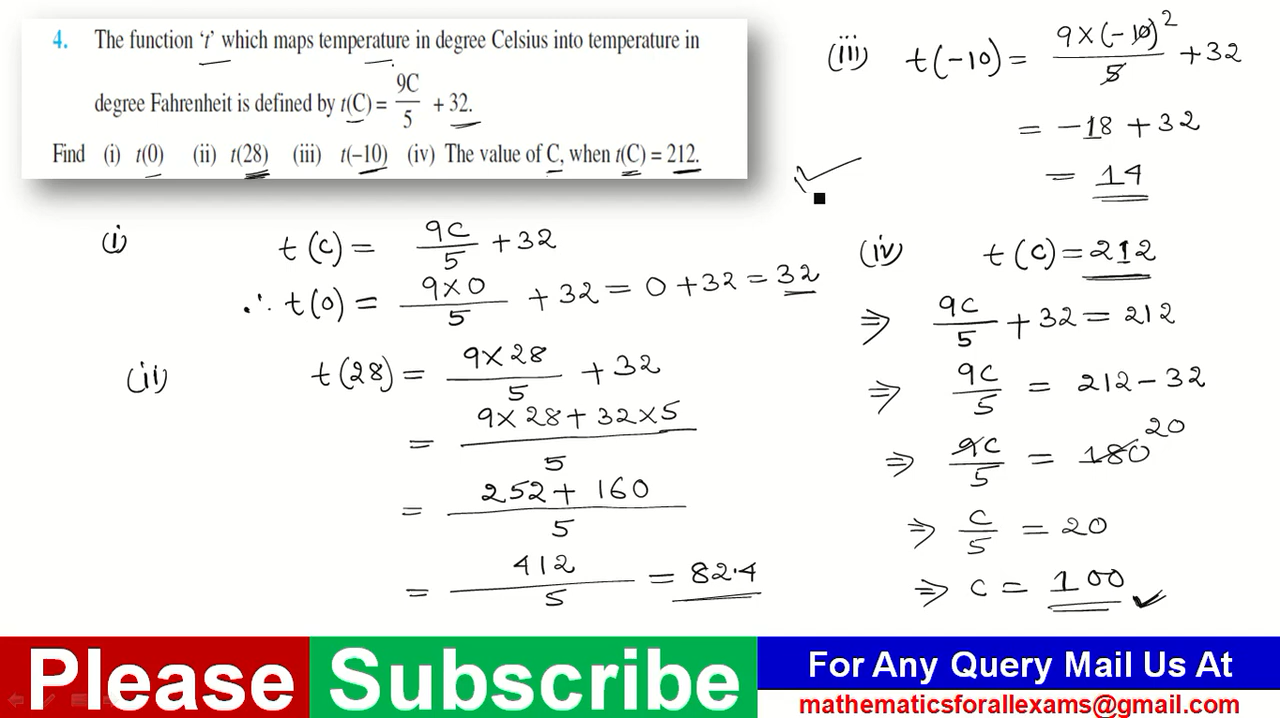 4. The function ‘t’ which maps temperature in degree Celsius into temperature in
degree Fahrenheit is defined by t(C) = 9C/5 + 32.
Find (i) t(0) (ii) t(28) (iii) t(–10) (iv) The value of C, when t(C) = 212.
(i) t(c) = 9c/5 + 32
∴ t(0) = 9×0/5 + 32 = 0 + 32 = 32
(ii) t(28) = 9×28/5 + 32
= 9×28+32×5/5
= 252+160/5
= 412/5 = 82.4
(iii) t(-10) = 9×(-10)2/5 + 32
= -18 + 32
= 14
(iv) t(c) = 212
⇒ 9c/5 + 32 = 212
⇒ 9c/5 = 212 - 32
⇒ 9c/5 = 180 20
⇒ c/5 = 20
⇒ c = 100
Please Subscribe
For Any Query Mail Us At
mathematicsforallexams@gmail.com